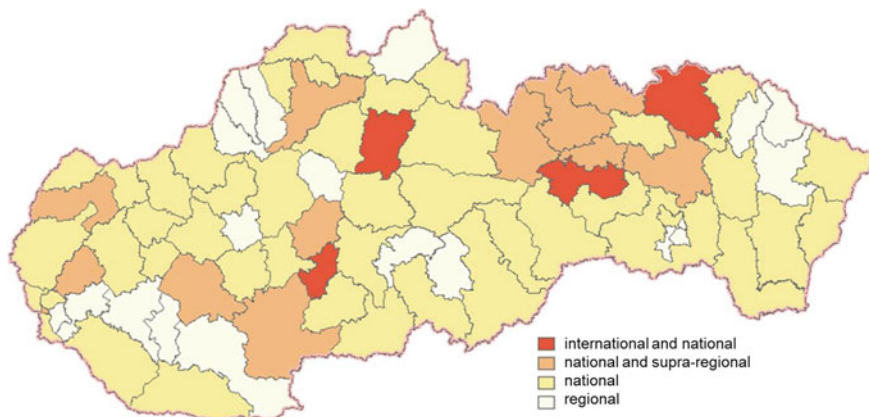 international and national
national and supra-regional
national
regional